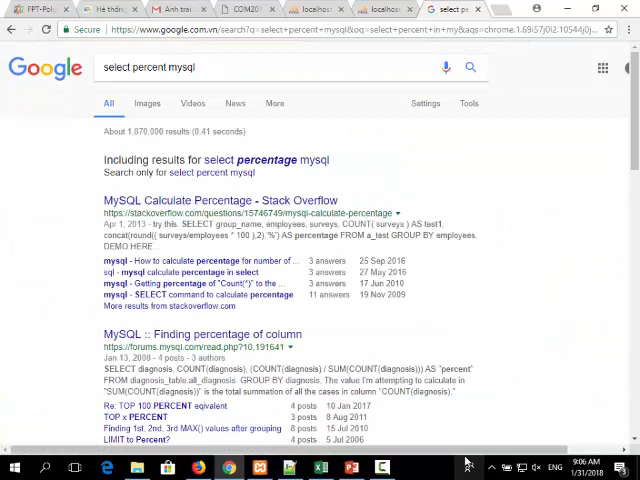 FPT-Poly
Hệ thống
Ánh trai
COM201
localhos
localhos
select pe
Secure
https://www.google.com.vn/search?q=select+percent+mysql&oq=select+percent+in+my&aqs=chrome.1.69i57j0l2.10544j0j
Google
select percent mysql
All
Images
Videos
News
More
Settings
Tools
About 1,870,000 results (0.41 seconds)
Including results for select percentage mysql
Search only for select percent mysql
MySQL Calculate Percentage - Stack Overflow
https://stackoverflow.com/questions/15746749/mysql-calculate-percentage
Apr 1, 2013 - try this. SELECT group_name, employees, surveys, COUNT( surveys ) AS test1,
concat(round(( surveys/employees * 100 ),2),'%') AS percentage FROM a_test GROUP BY employees.
DEMO HERE .
mysql - How to calculate percentage for number of ... 3 answers 25 Sep 2016
sql - mysql calculate percentage in select 3 answers 27 May 2016
mysql - Getting percentage of "Count(*)" to the ... 3 answers 17 Jun 2010
mysql - SELECT command to calculate percentage 11 answers 19 Nov 2009
More results from stackoverflow.com
MySQL :: Finding percentage of column
https://forums.mysql.com/read.php?10,191641
Jan 13, 2008 - 4 posts - 3 authors
SELECT diagnosis, COUNT(diagnosis), (COUNT(diagnosis) / SUM(COUNT(diagnosis))) AS "percent"
FROM diagnosis_table.all_diagnosis. GROUP BY diagnosis. The value I'm attempting to calculate in
"SUM(COUNT(diagnosis)" is the total summation of all the cases in column "COUNT(diagnosis).".
Re: TOP 100 PERCENT eqivalent 4 posts 10 Jan 2017
TOP x PERCENT 3 posts 8 Aug 2011
Finding 1st, 2nd, 3rd MAX() values after grouping 8 posts 15 Jul 2010
LIMIT to Percent? 4 posts 5 Jul 2006
ENG
9:06 AM
1/31/2018